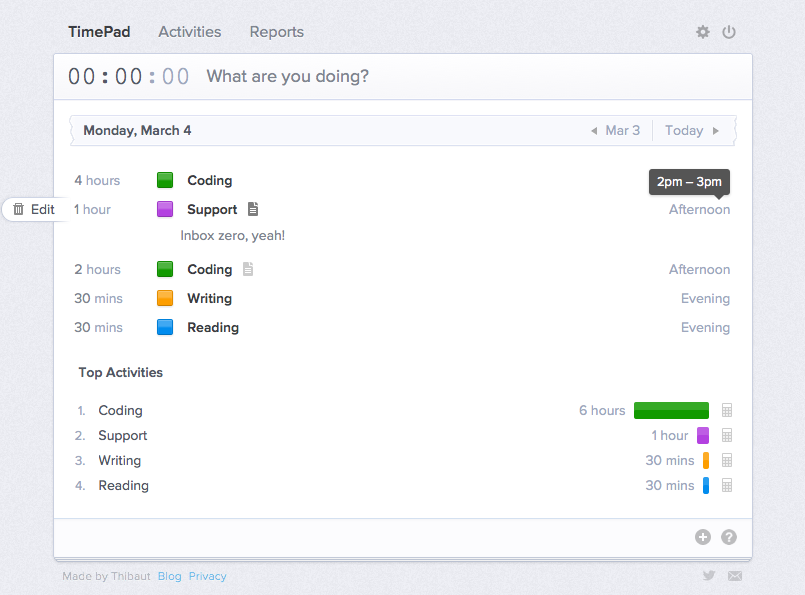 TimePad Activities Reports
00:00:00 What are you doing?
Monday, March 4 Mar 3 Today
4 hours Coding
2pm – 3pm
Edit 1 hour Support Afternoon
Inbox zero, yeah!
2 hours Coding Afternoon
30 mins Writing Evening
30 mins Reading Evening
Top Activities
1. Coding 6 hours
2. Support 1 hour
3. Writing 30 mins
4. Reading 30 mins
Made by Thibaut Blog Privacy